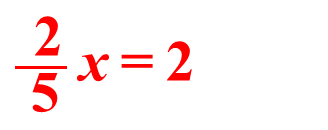 2/5 x = 2